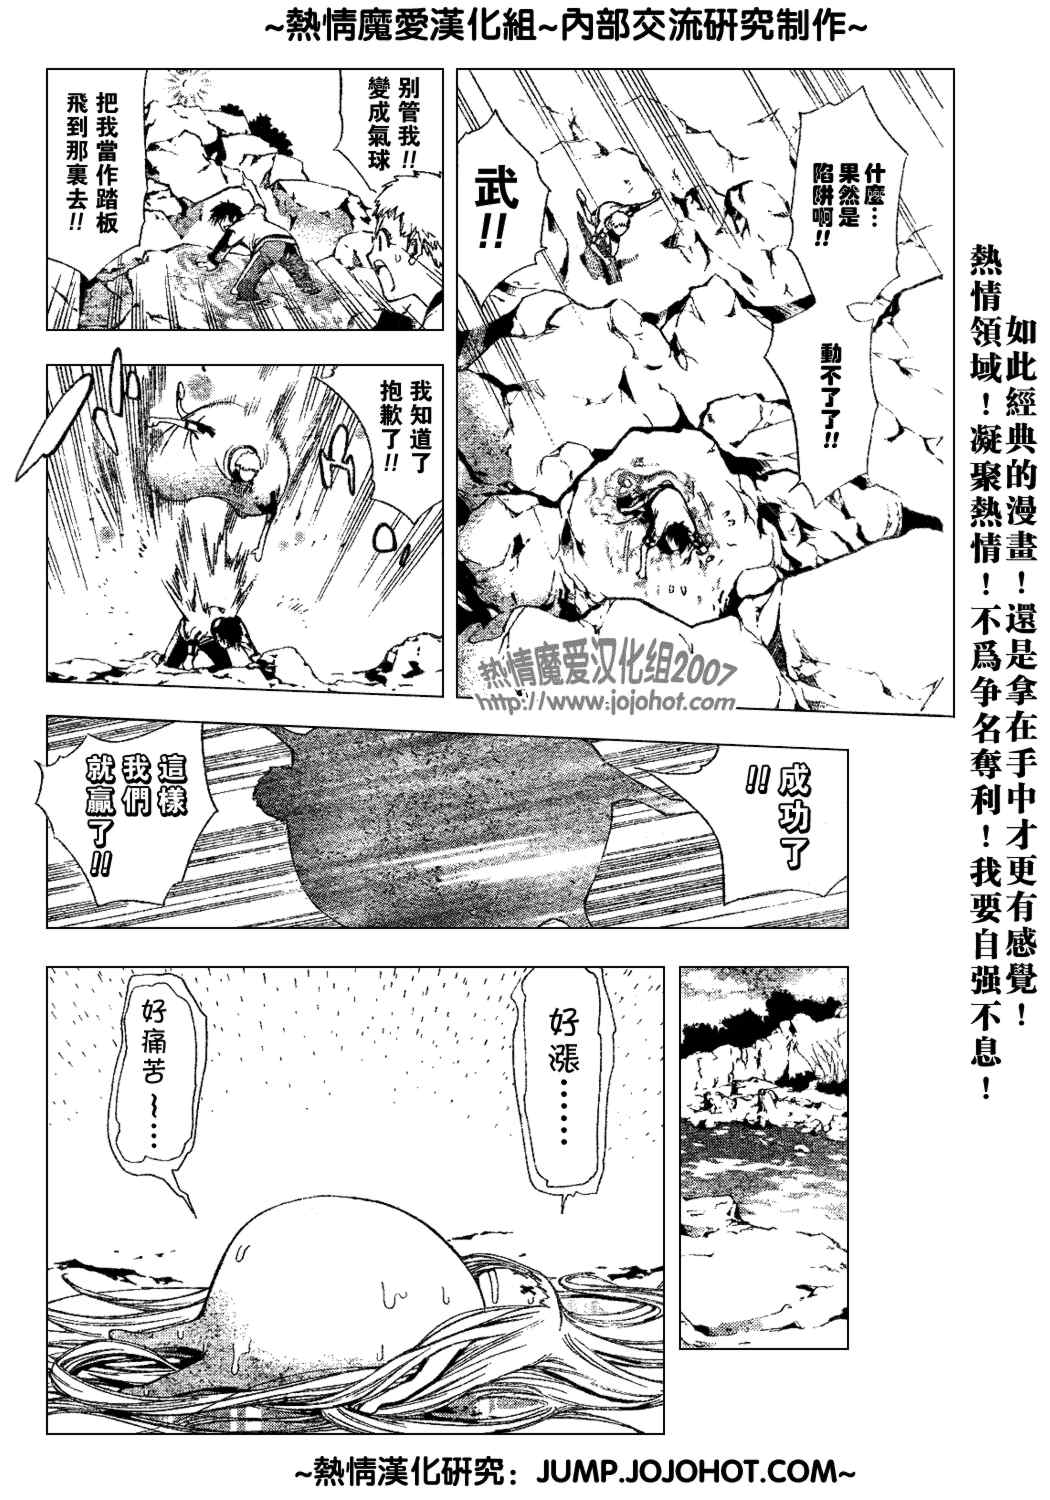 ~熱情魔愛漢化組~內部交流研究制作~
什麼…
果然是
陷阱啊!!
武!!
動不了了!!
別管我!!
變成氣球
把我當作踏板
飛到那裏去!!
我知道了
抱歉了!!
熱情魔爱汉化组2007
http://www.jojohot.com
成功了
!!
這樣
我們
就贏了!!
好漲……
好痛苦~……
如此經典的漫畫！還是拿在手中才更有感覺！
熱情領域！凝聚熱情！不爲争名奪利！我要自强不息！
~熱情漢化研究：JUMP.JOJOHOT.COM~